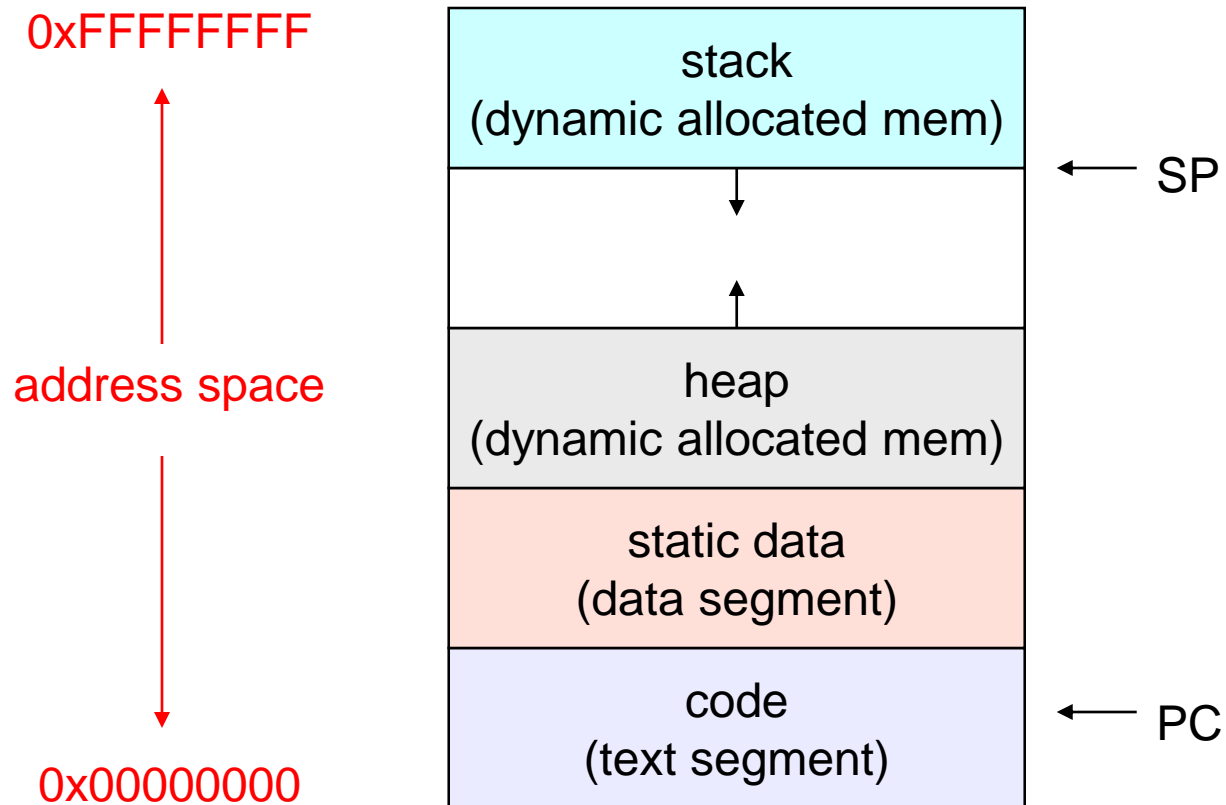 0xFFFFFFFF
stack
(dynamic allocated mem)
SP
address space
heap
(dynamic allocated mem)
static data
(data segment)
code
(text segment)
PC
0x00000000